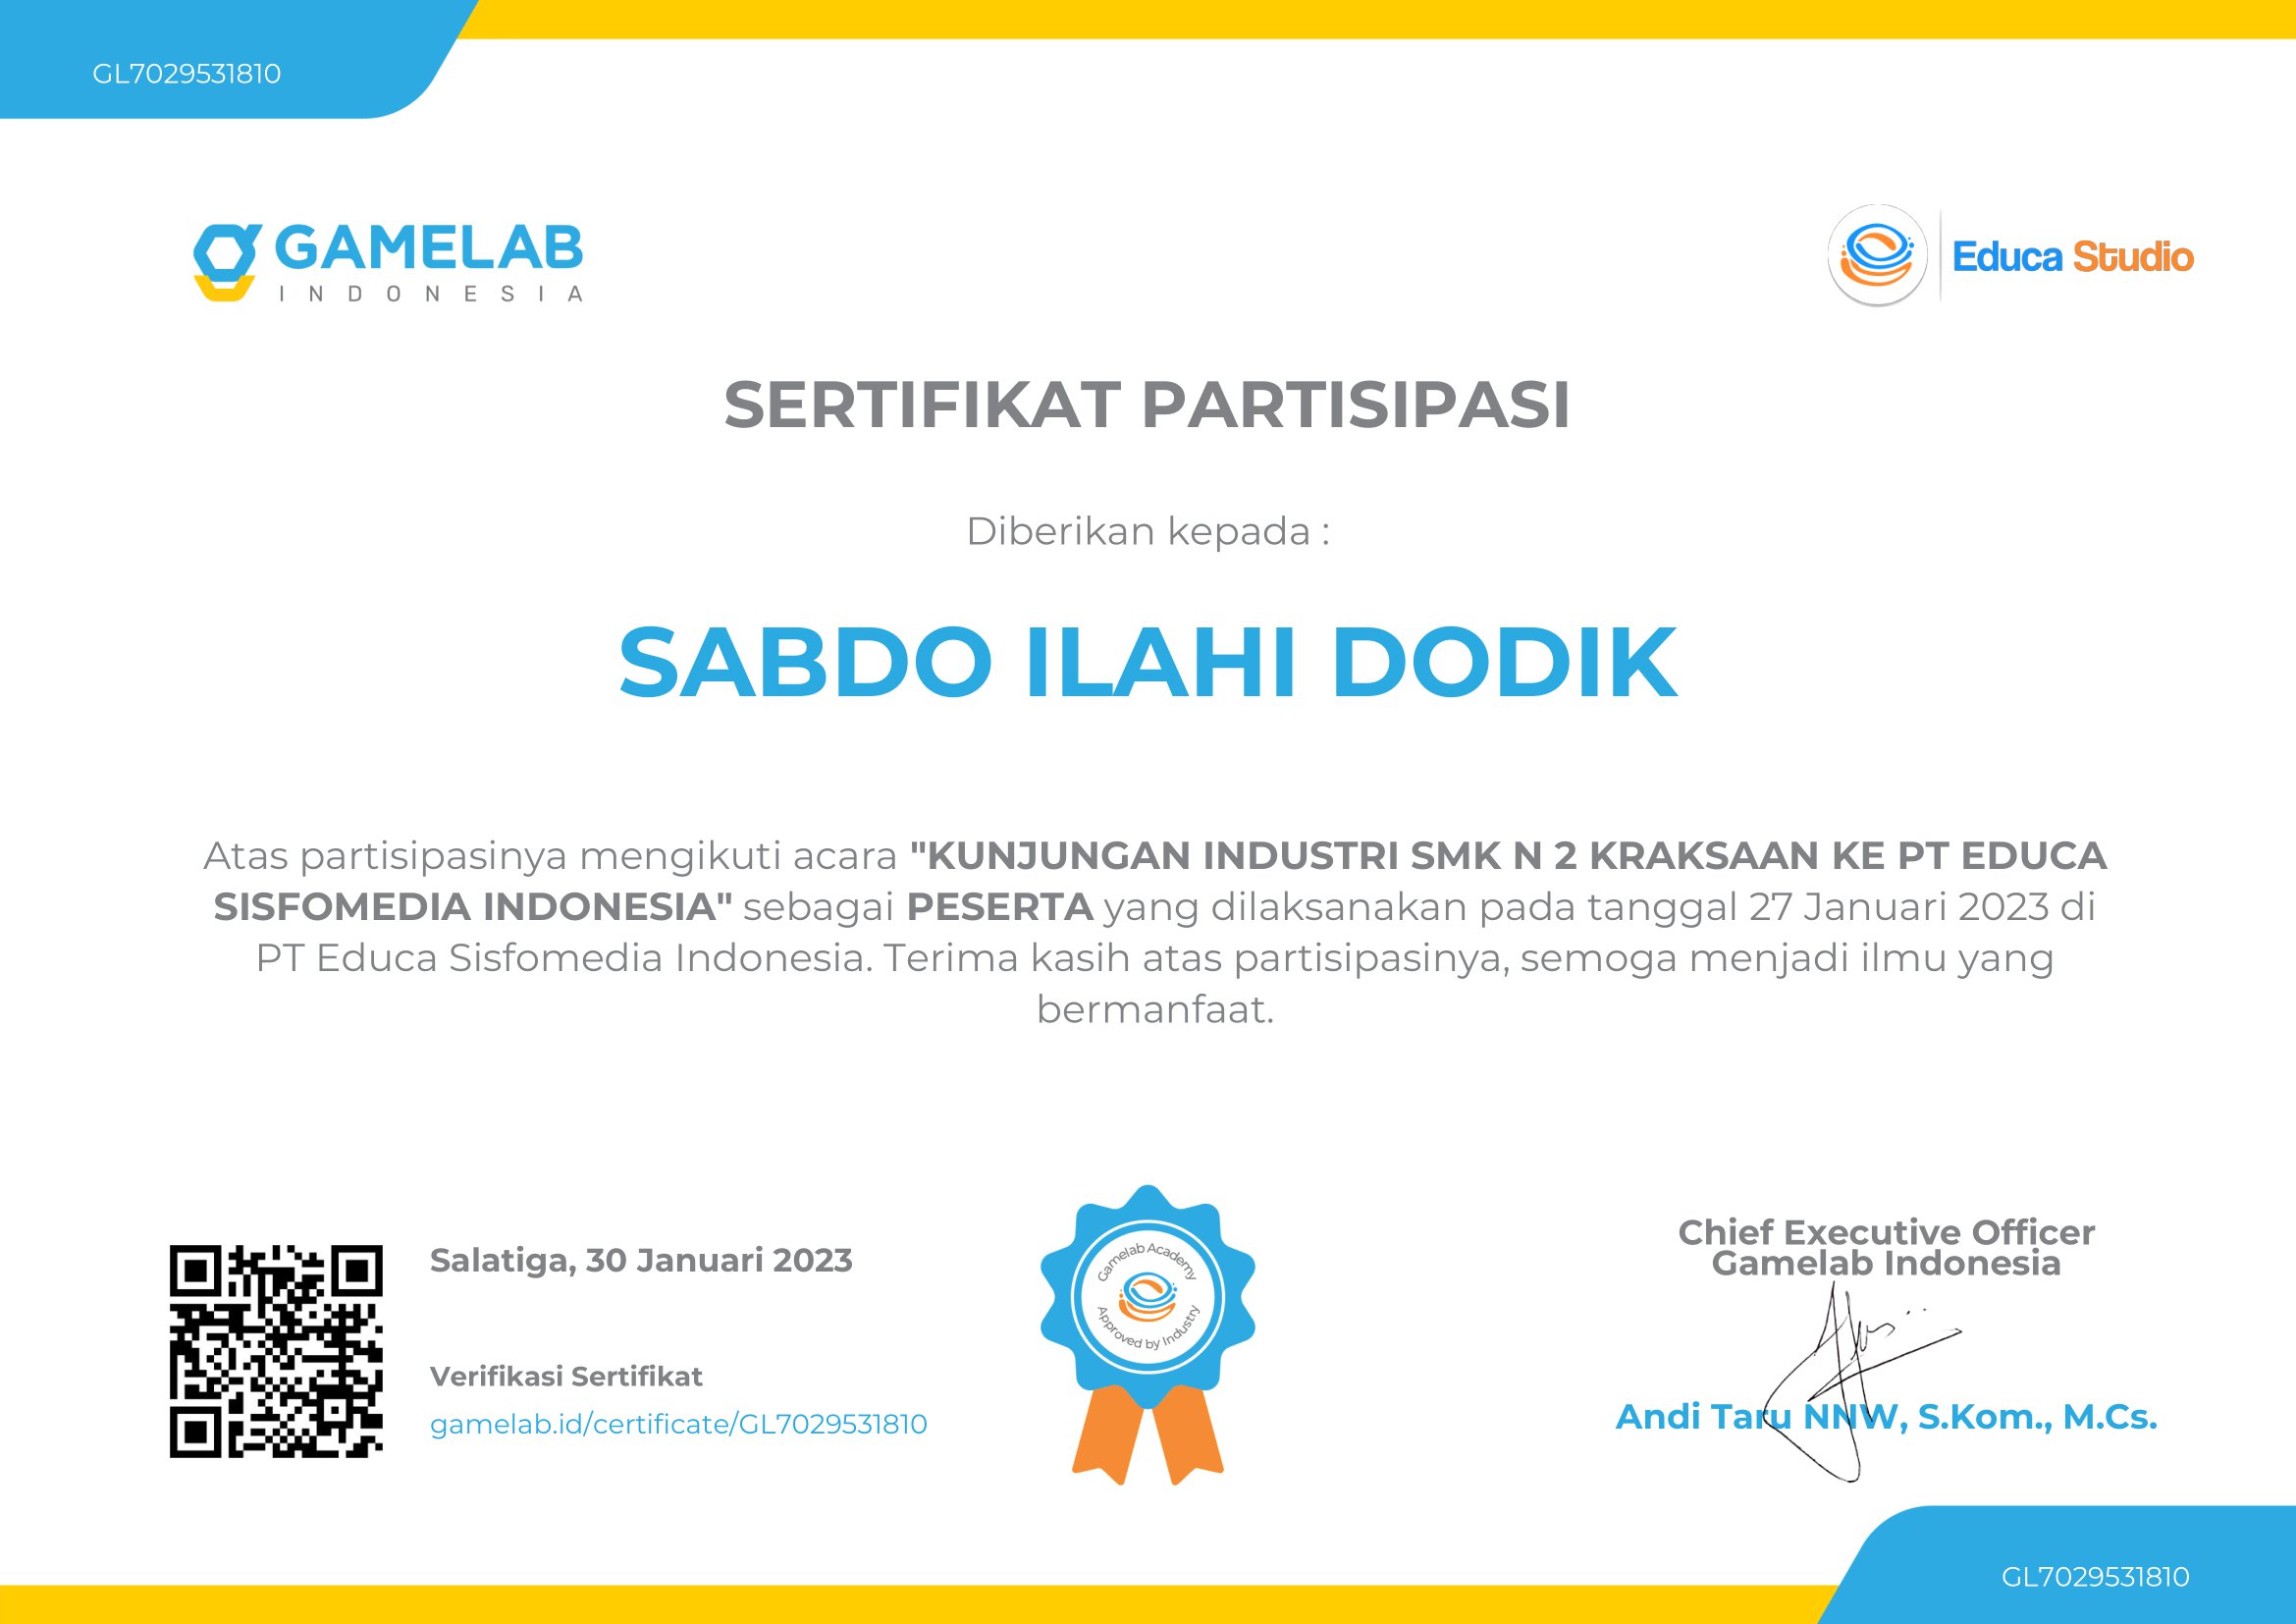 GL7029531810
GAMELAB
INDONESIA
Educa Studio
SERTIFIKAT PARTISIPASI
Diberikan kepada :
SABDO ILAHI DODIK
Atas partisipasinya mengikuti acara "KUNJUNGAN INDUSTRI SMK N 2 KRAKSAAN KE PT EDUCA
SISFOMEDIA INDONESIA" sebagai PESERTA yang dilaksanakan pada tanggal 27 Januari 2023 di
PT Educa Sisfomedia Indonesia. Terima kasih atas partisipasinya, semoga menjadi ilmu yang
bermanfaat.
Salatiga, 30 Januari 2023
Verifikasi Sertifikat
gamelab.id/certificate/GL7029531810
Gamelab Academy
Approved by Industry
Chief Executive Officer
Gamelab Indonesia
Andi Taru NNW, S.Kom., M.Cs.
GL7029531810